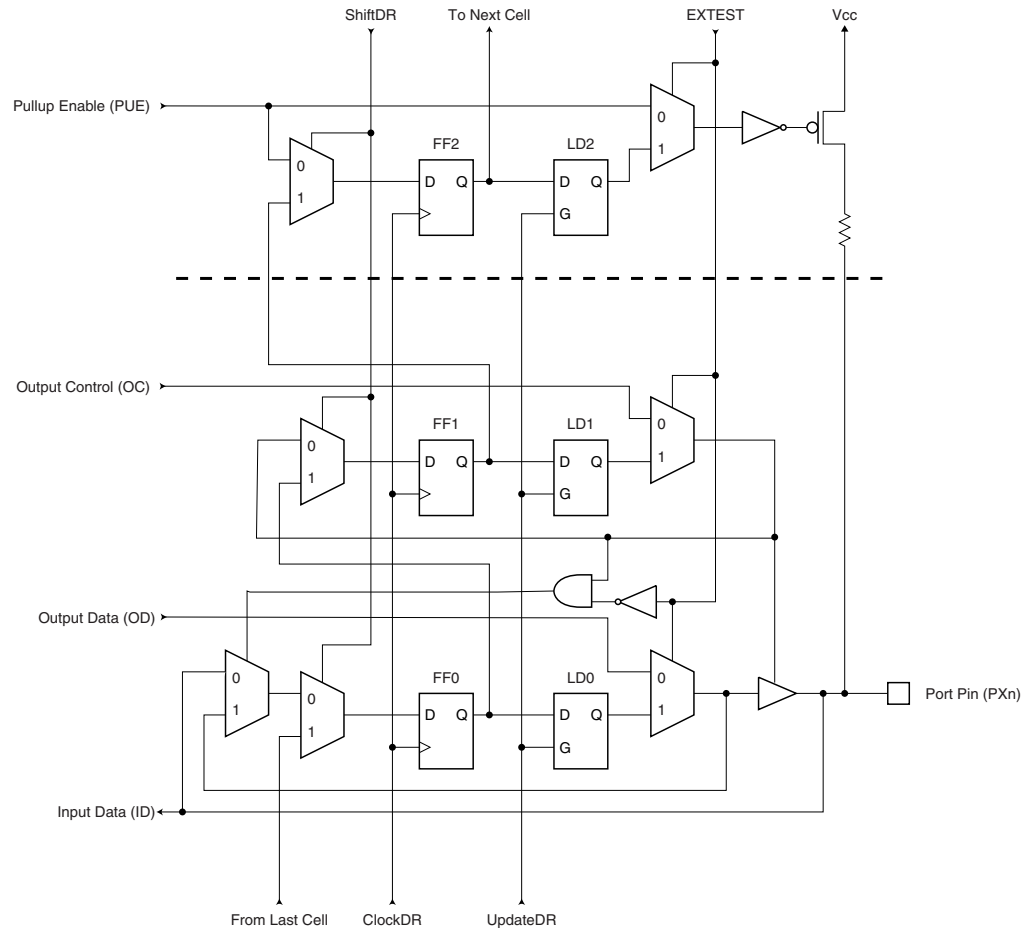 ShiftDR To Next Cell EXTEST Vcc
Pullup Enable (PUE)
0
1
FF2
D Q
LD2
D Q
G
0
1
Output Control (OC)
0
1
FF1
D Q
LD1
D Q
G
0
1
Output Data (OD)
0
1
0
1
FF0
D Q
LD0
D Q
G
0
1
Port Pin (PXn)
Input Data (ID)
From Last Cell ClockDR UpdateDR